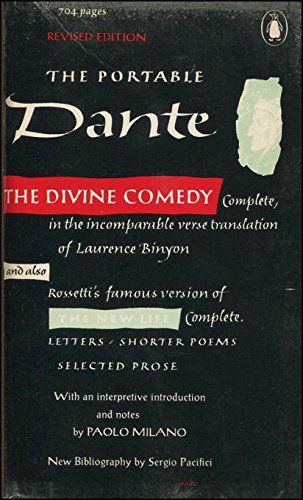 704 pages
REVISED EDITION
THE PORTABLE
Dante
THE DIVINE COMEDY Complete,
in the incomparable verse translation
of Laurence Binyon
and also
Rossetti's famous version of
THE NEW LIFE Complete.
LETTERS / SHORTER POEMS
SELECTED PROSE
With an interpretive introduction
and notes
by PAOLO MILANO
New Bibliography by Sergio Pacifici